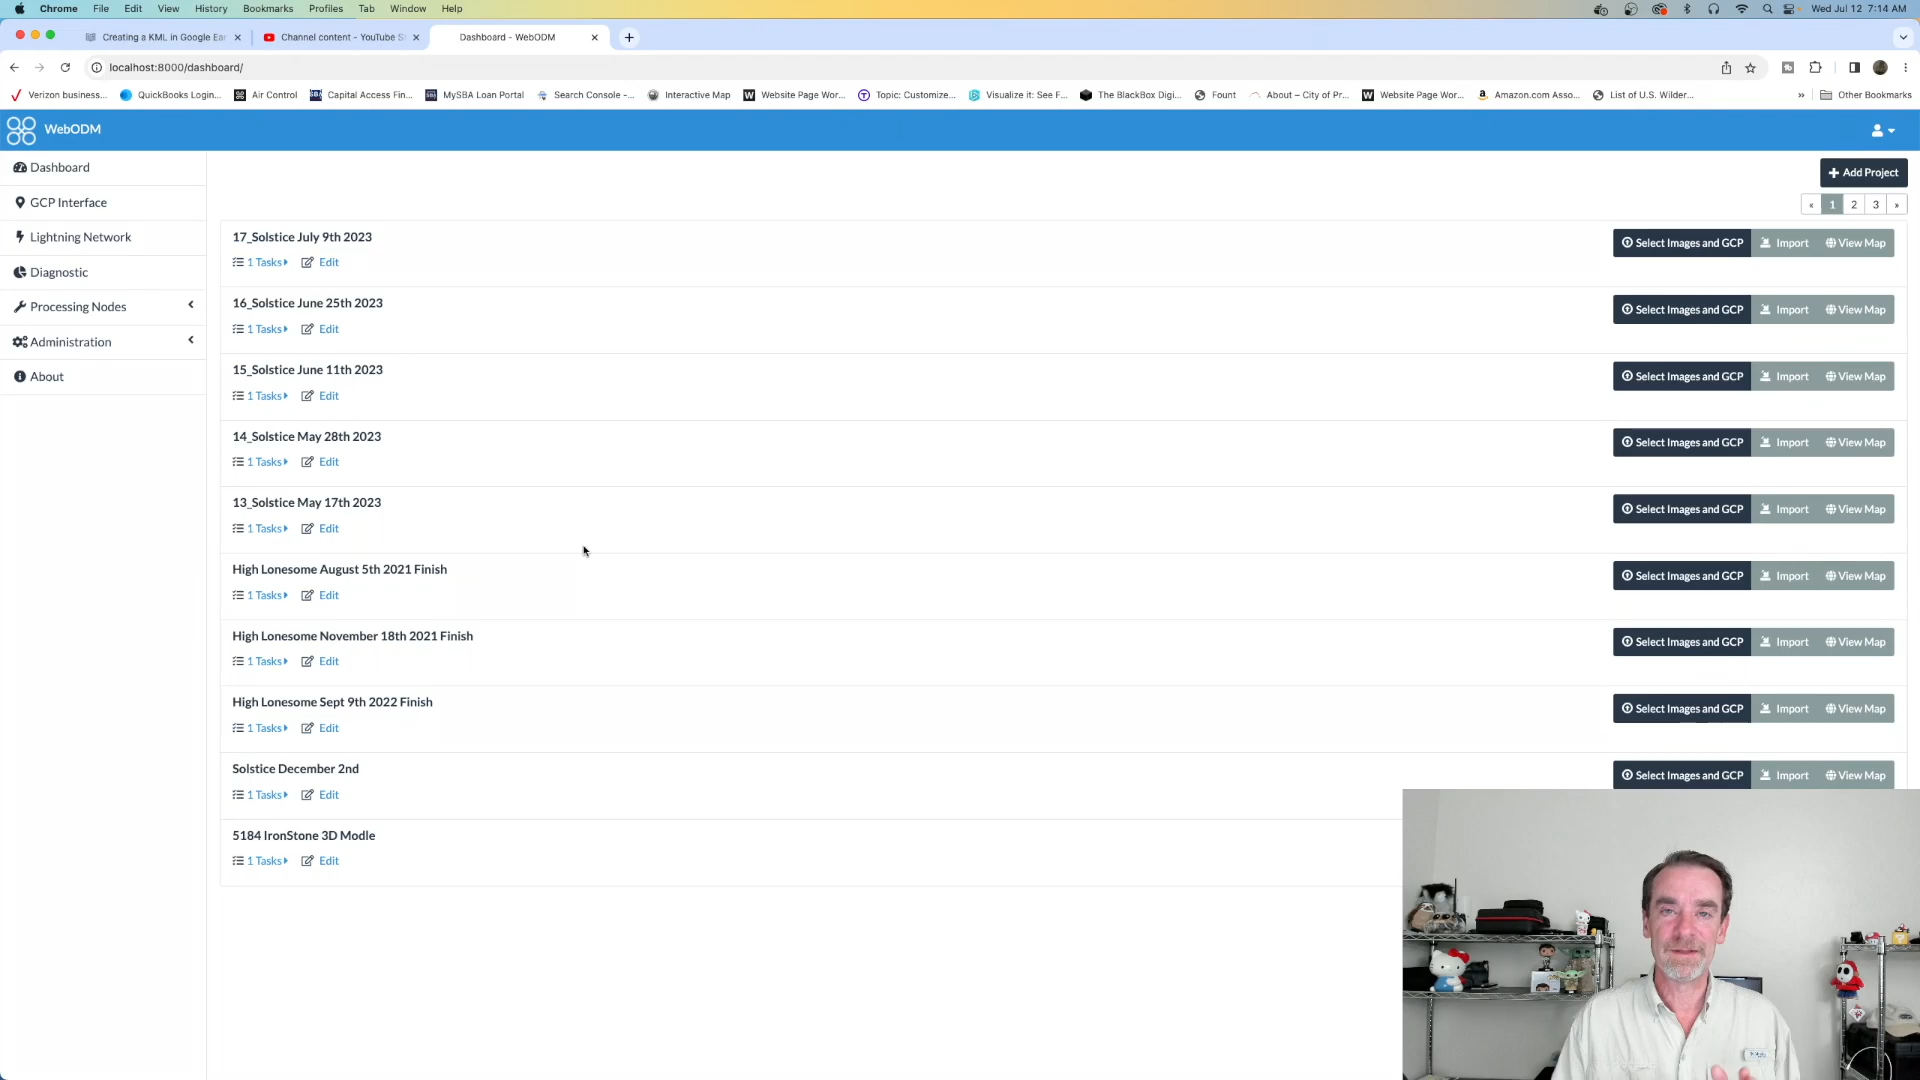 Chrome File Edit View History Bookmarks Profiles Tab Window Help Wed Jul 12 7:14 AM
Creating a KML in Google Ear Channel content - YouTube S Dashboard - WebODM
localhost:8000/dashboard/
Verizon business... QuickBooks Login... Air Control Capital Access Fin... MySBA Loan Portal Search Console -... Interactive Map Website Page Wor... Topic: Customize... Visualize it: See F... The BlackBox Digi... Fount About – City of Pr... Website Page Wor... Amazon.com Asso... List of U.S. Wilder... » Other Bookmarks
WebODM
Dashboard
GCP Interface
Lightning Network
Diagnostic
Processing Nodes
Administration
About
Add Project
« 1 2 3 »
17_Solstice July 9th 2023
Select Images and GCP Import View Map
1 Tasks Edit
16_Solstice June 25th 2023
Select Images and GCP Import View Map
1 Tasks Edit
15_Solstice June 11th 2023
Select Images and GCP Import View Map
1 Tasks Edit
14_Solstice May 28th 2023
Select Images and GCP Import View Map
1 Tasks Edit
13_Solstice May 17th 2023
Select Images and GCP Import View Map
1 Tasks Edit
High Lonesome August 5th 2021 Finish
Select Images and GCP Import View Map
1 Tasks Edit
High Lonesome November 18th 2021 Finish
Select Images and GCP Import View Map
1 Tasks Edit
High Lonesome Sept 9th 2022 Finish
Select Images and GCP Import View Map
1 Tasks Edit
Solstice December 2nd
Select Images and GCP Import View Map
1 Tasks Edit
5184 IronStone 3D Modle
1 Tasks Edit